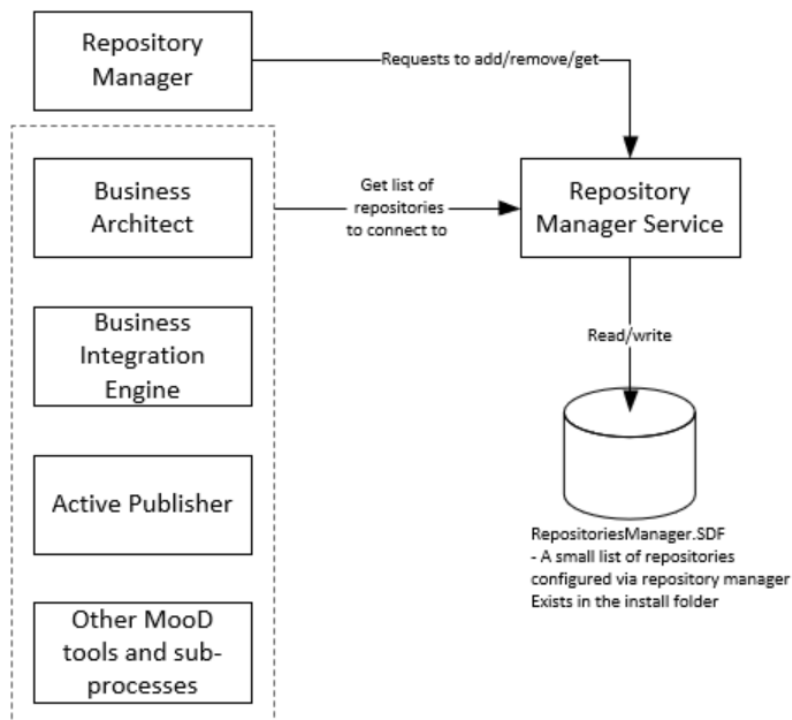 Repository
Manager
Requests to add/remove/get
Business
Architect
Get list of
repositories
to connect to
Repository
Manager Service
Business
Integration
Engine
Read/write
Active Publisher
RepositoriesManager.SDF
- A small list of repositories
configured via repository manager
Exists in the install folder
Other MooD
tools and sub-
processes